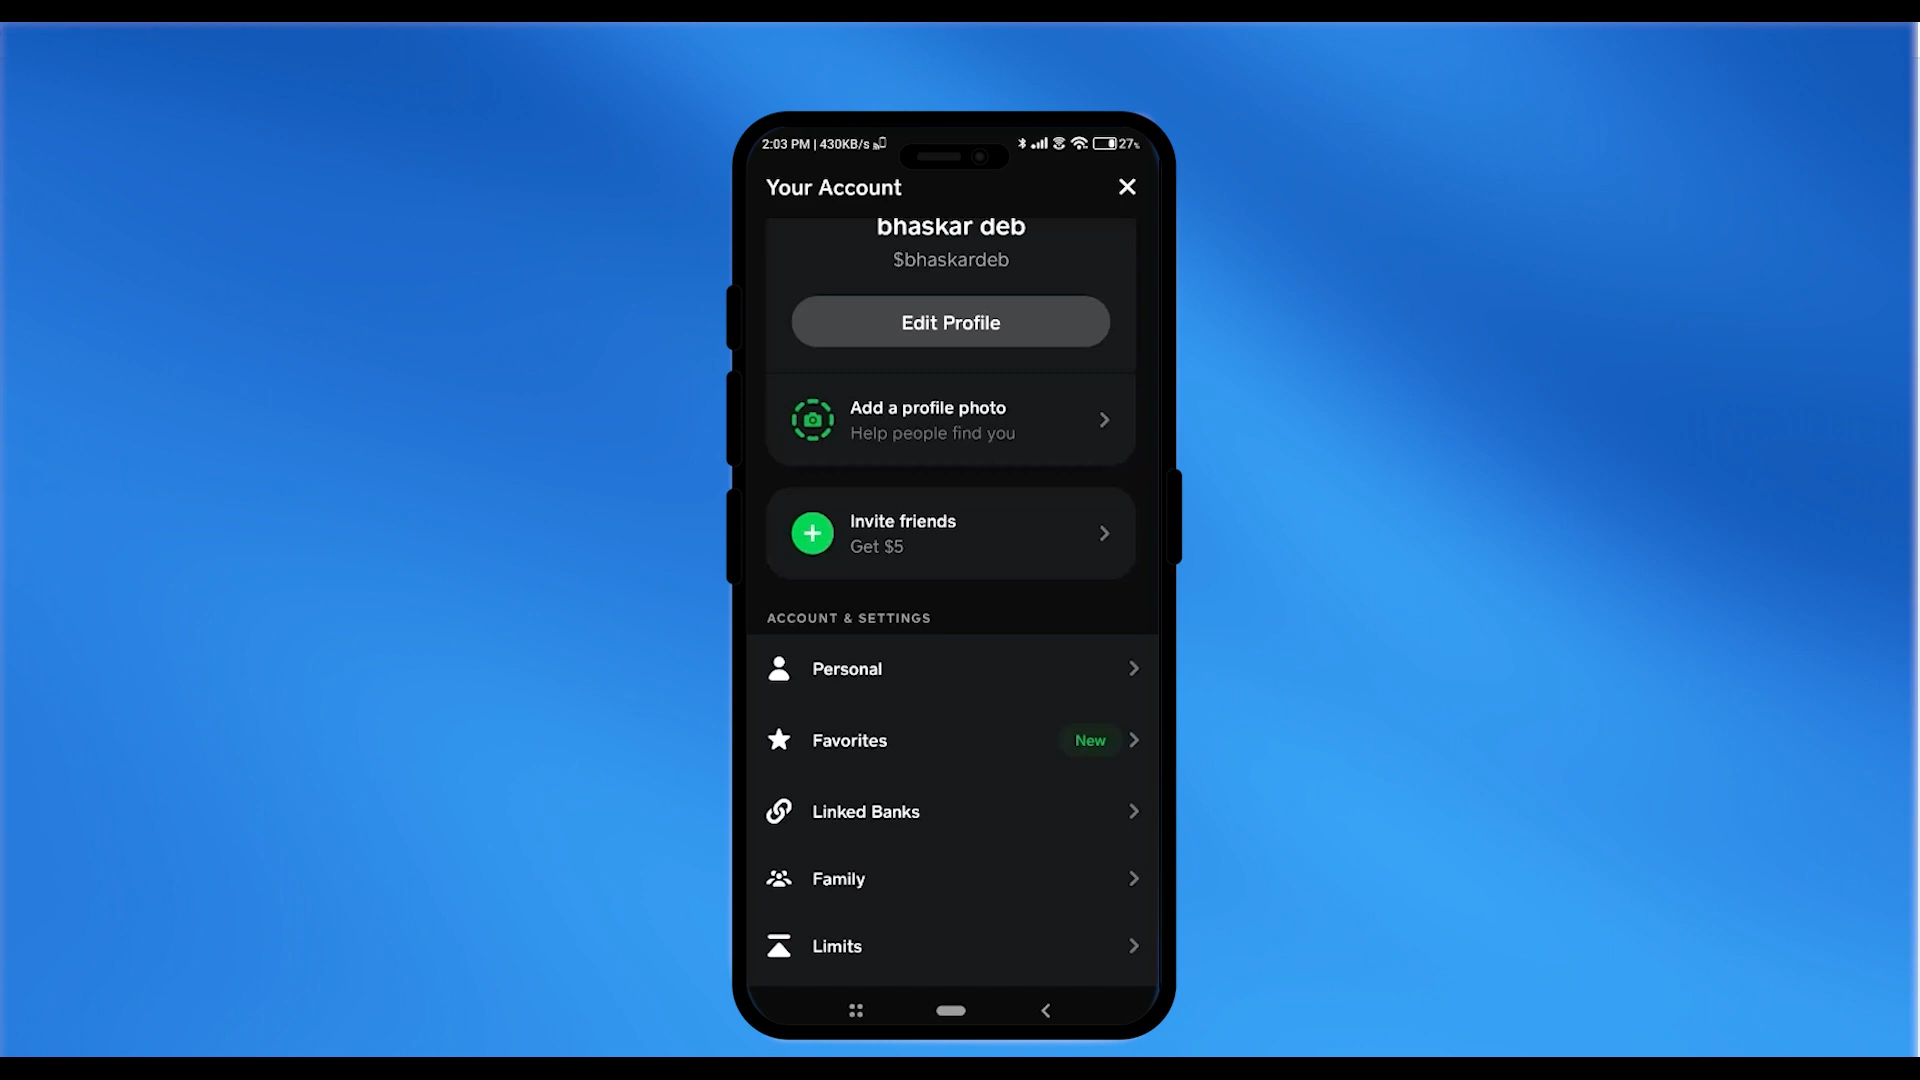 2:03 PM | 430KB/s
27%
Your Account
bhaskar deb
$bhaskardeb
Edit Profile
Add a profile photo
Help people find you
Invite friends
Get $5
ACCOUNT & SETTINGS
Personal
Favorites
New
Linked Banks
Family
Limits